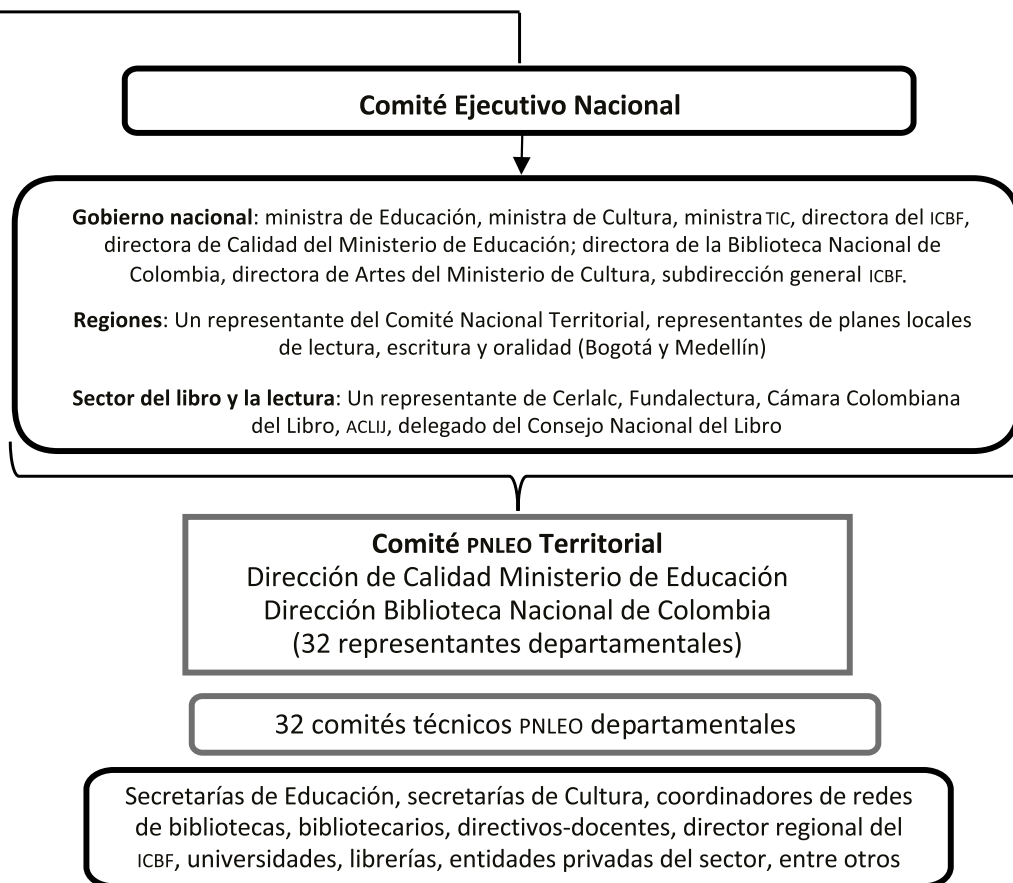 Comité Ejecutivo Nacional
Gobierno nacional: ministra de Educación, ministra de Cultura, ministra TIC, directora del ICBF,
directora de Calidad del Ministerio de Educación; directora de la Biblioteca Nacional de
Colombia, directora de Artes del Ministerio de Cultura, subdirección general ICBF.
Regiones: Un representante del Comité Nacional Territorial, representantes de planes locales
de lectura, escritura y oralidad (Bogotá y Medellín)
Sector del libro y la lectura: Un representante de Cerlalc, Fundalectura, Cámara Colombiana
del Libro, ACLIJ, delegado del Consejo Nacional del Libro
Comité PNLEO Territorial
Dirección de Calidad Ministerio de Educación
Dirección Biblioteca Nacional de Colombia
(32 representantes departamentales)
32 comités técnicos PNLEO departamentales
Secretarías de Educación, secretarías de Cultura, coordinadores de redes
de bibliotecas, bibliotecarios, directivos-docentes, director regional del
ICBF, universidades, librerías, entidades privadas del sector, entre otros